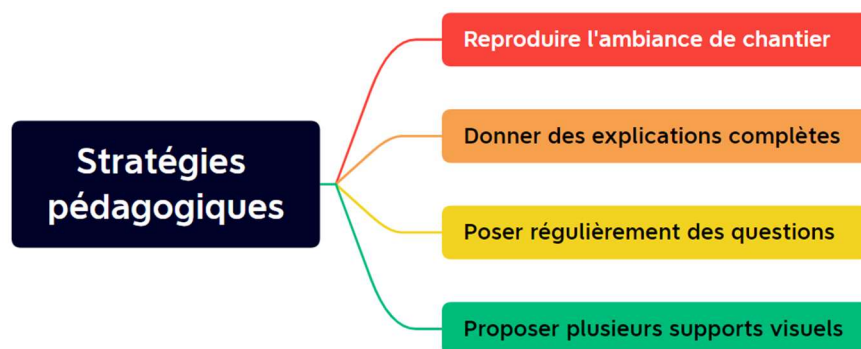 Stratégies
pédagogiques
Reproduire l'ambiance de chantier
Donner des explications complètes
Poser régulièrement des questions
Proposer plusieurs supports visuels